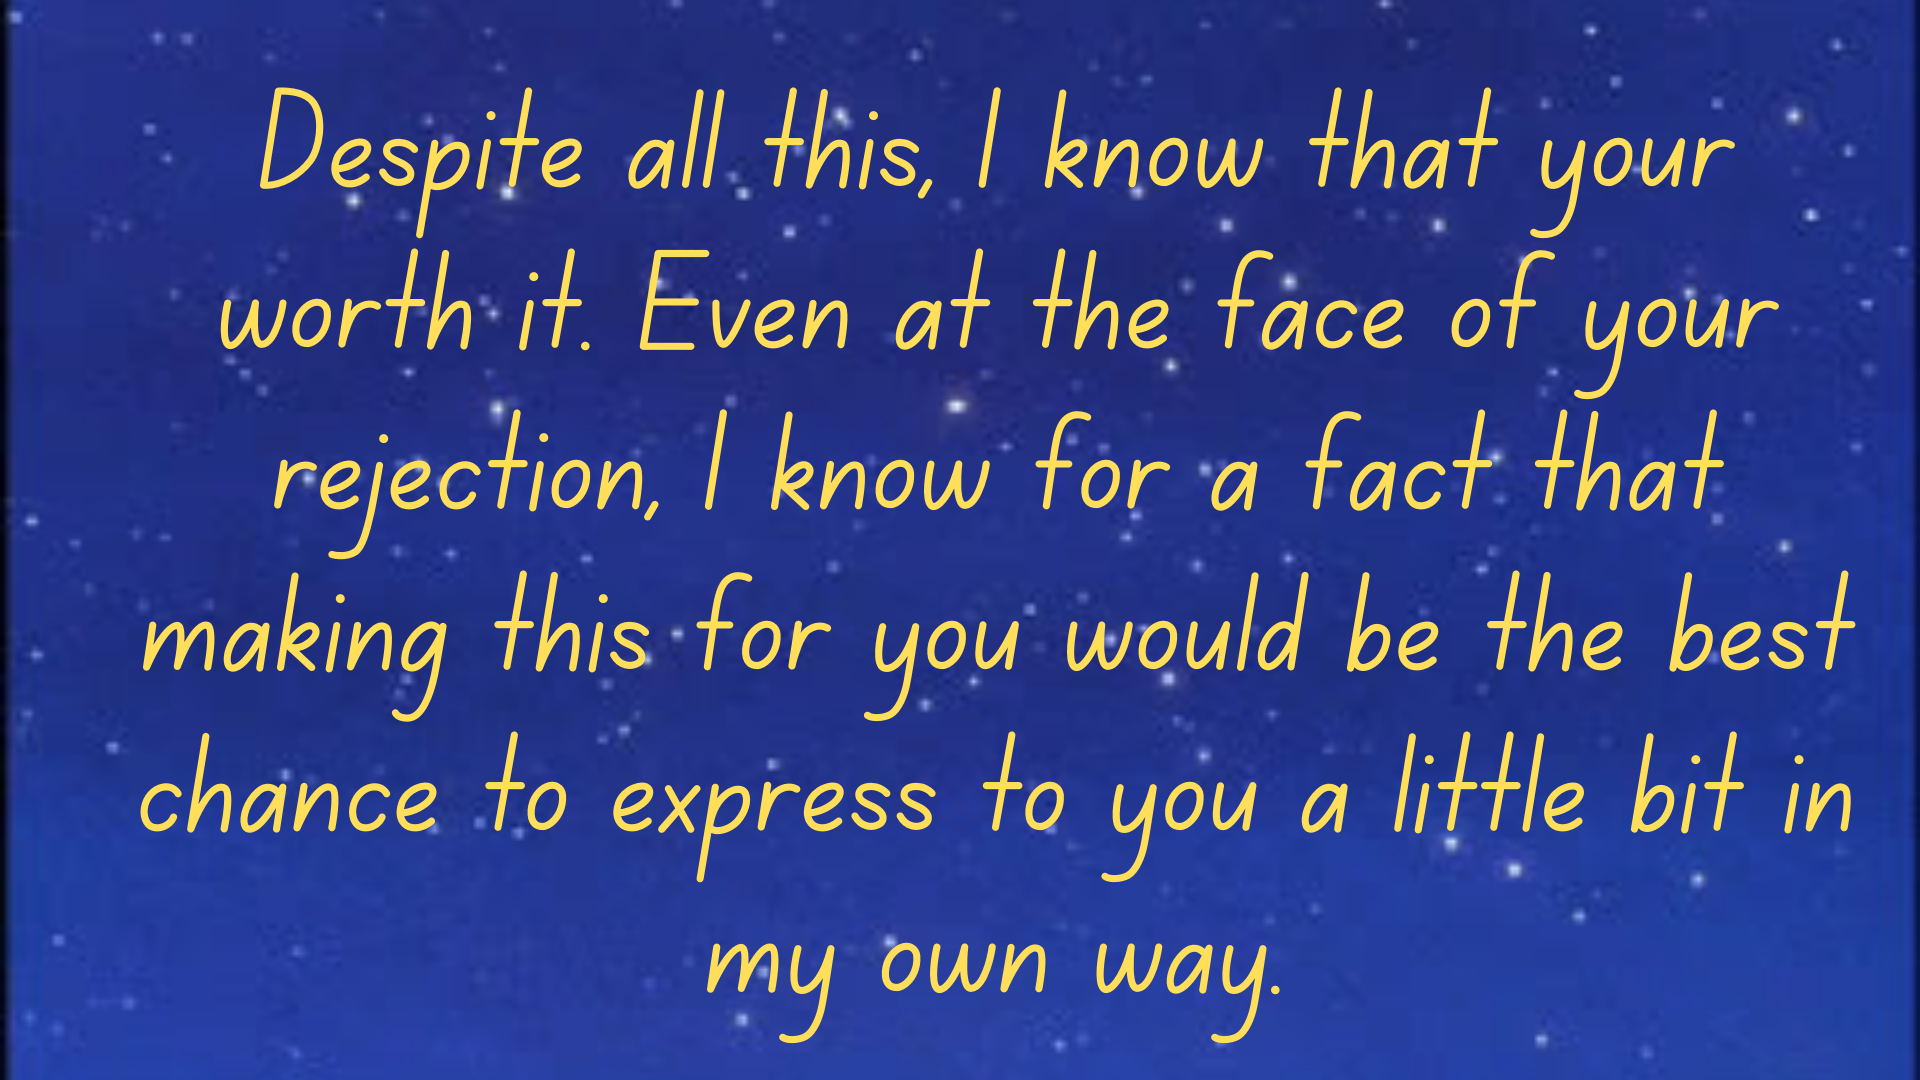 Despite all this, I know that your
worth it. Even at the face of your
rejection, I know for a fact that
making this for you would be the best
chance to express to you a little bit in
my own way.